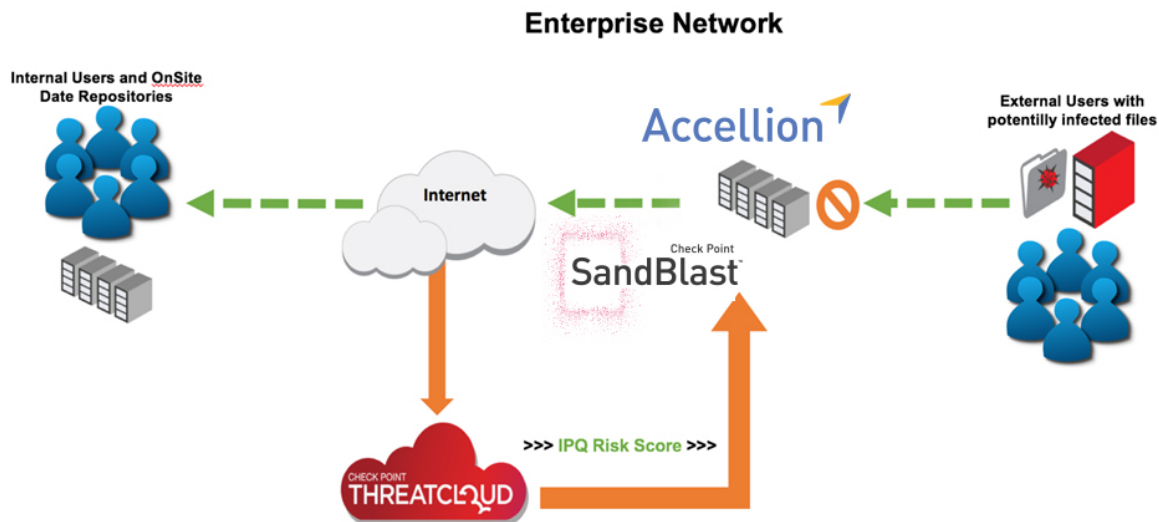 Enterprise Network
Internal Users and OnSite
Date Repositories
Accellion
External Users with
potentilly infected files
Internet
Check Point
SandBlast™
>>> IPQ Risk Score >>>
CHECK POINT
THREATCLOUD